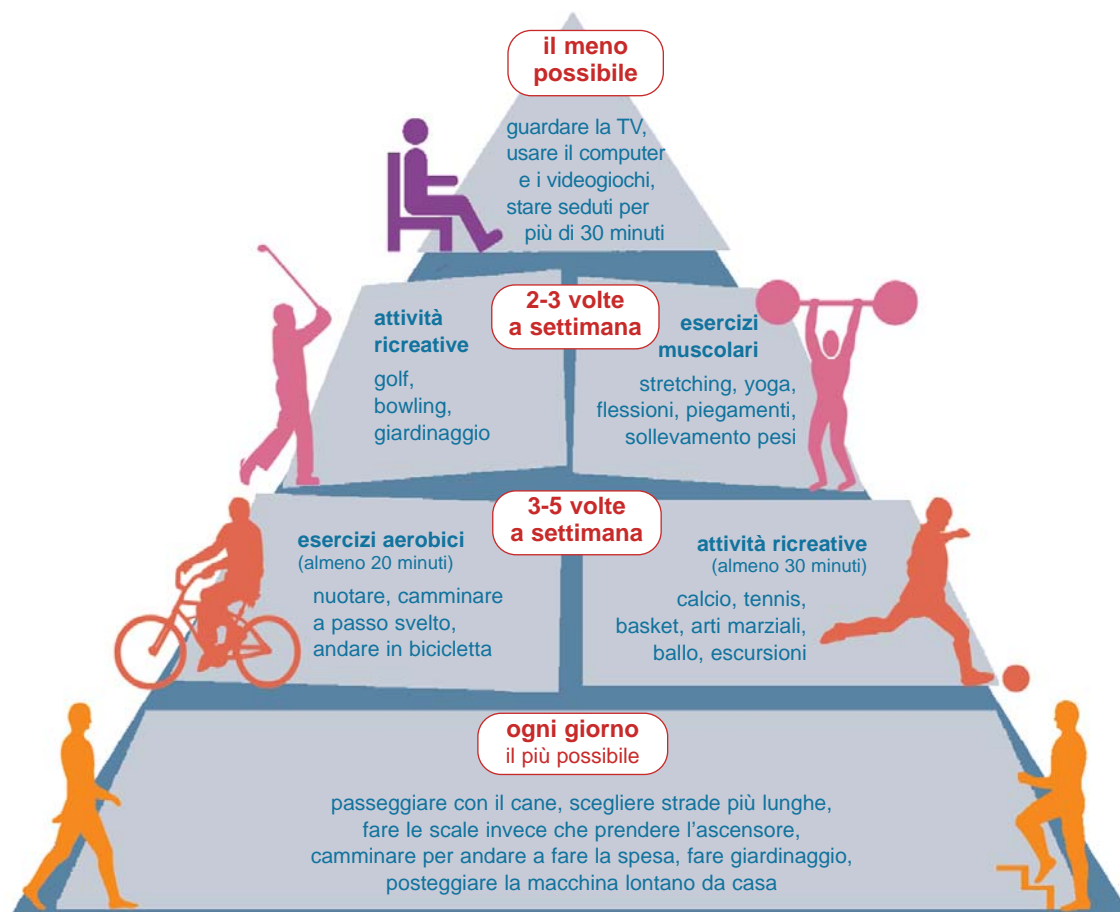 il meno
possibile
guardare la TV,
usare il computer
e i videogiochi,
stare seduti per
più di 30 minuti
2-3 volte
a settimana
attività
ricreative
golf,
bowling,
giardinaggio
esercizi
muscolari
stretching, yoga,
flessioni, piegamenti,
sollevamento pesi
3-5 volte
a settimana
esercizi aerobici
(almeno 20 minuti)
nuotare, camminare
a passo svelto,
andare in bicicletta
attività ricreative
(almeno 30 minuti)
calcio, tennis,
basket, arti marziali,
ballo, escursioni
ogni giorno
il più possibile
passeggiare con il cane, scegliere strade più lunghe,
fare le scale invece che prendere l'ascensore,
camminare per andare a fare la spesa, fare giardinaggio,
posteggiare la macchina lontano da casa